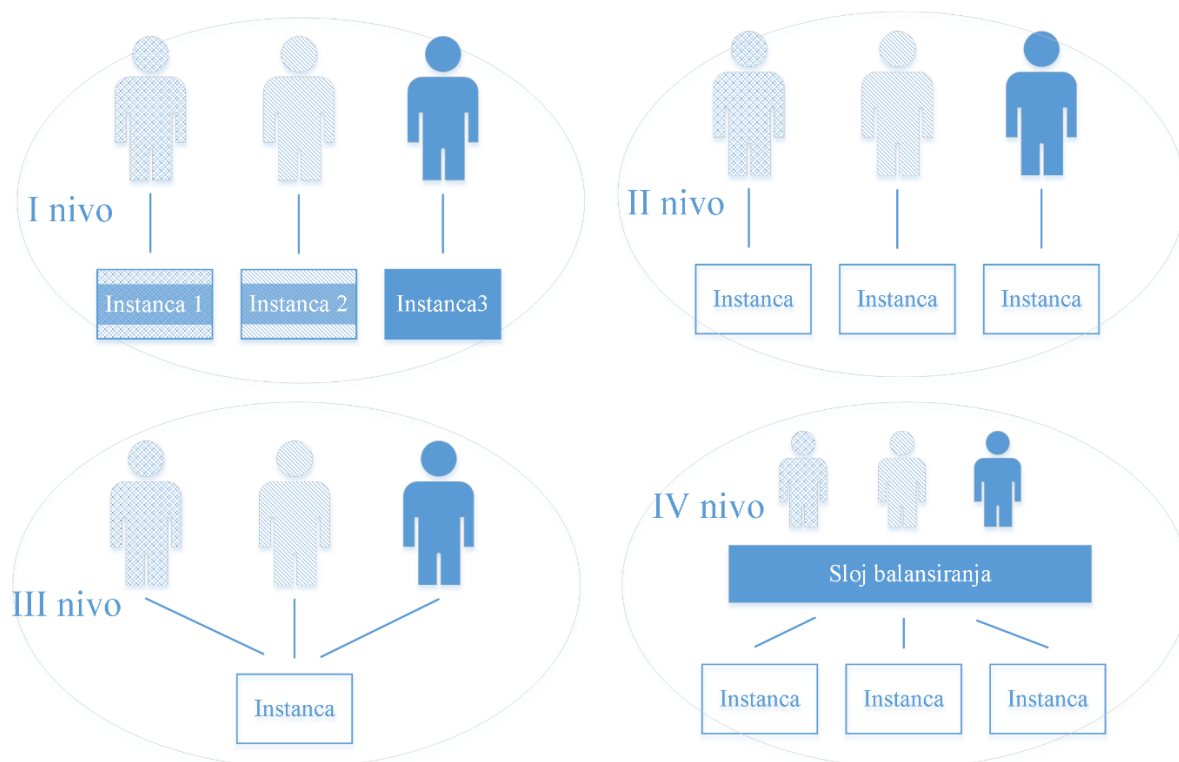 I nivo
Instanca 1
Instanca 2
Instanca3
II nivo
Instanca
Instanca
Instanca
III nivo
Instanca
IV nivo
Sloj balansiranja
Instanca
Instanca
Instanca